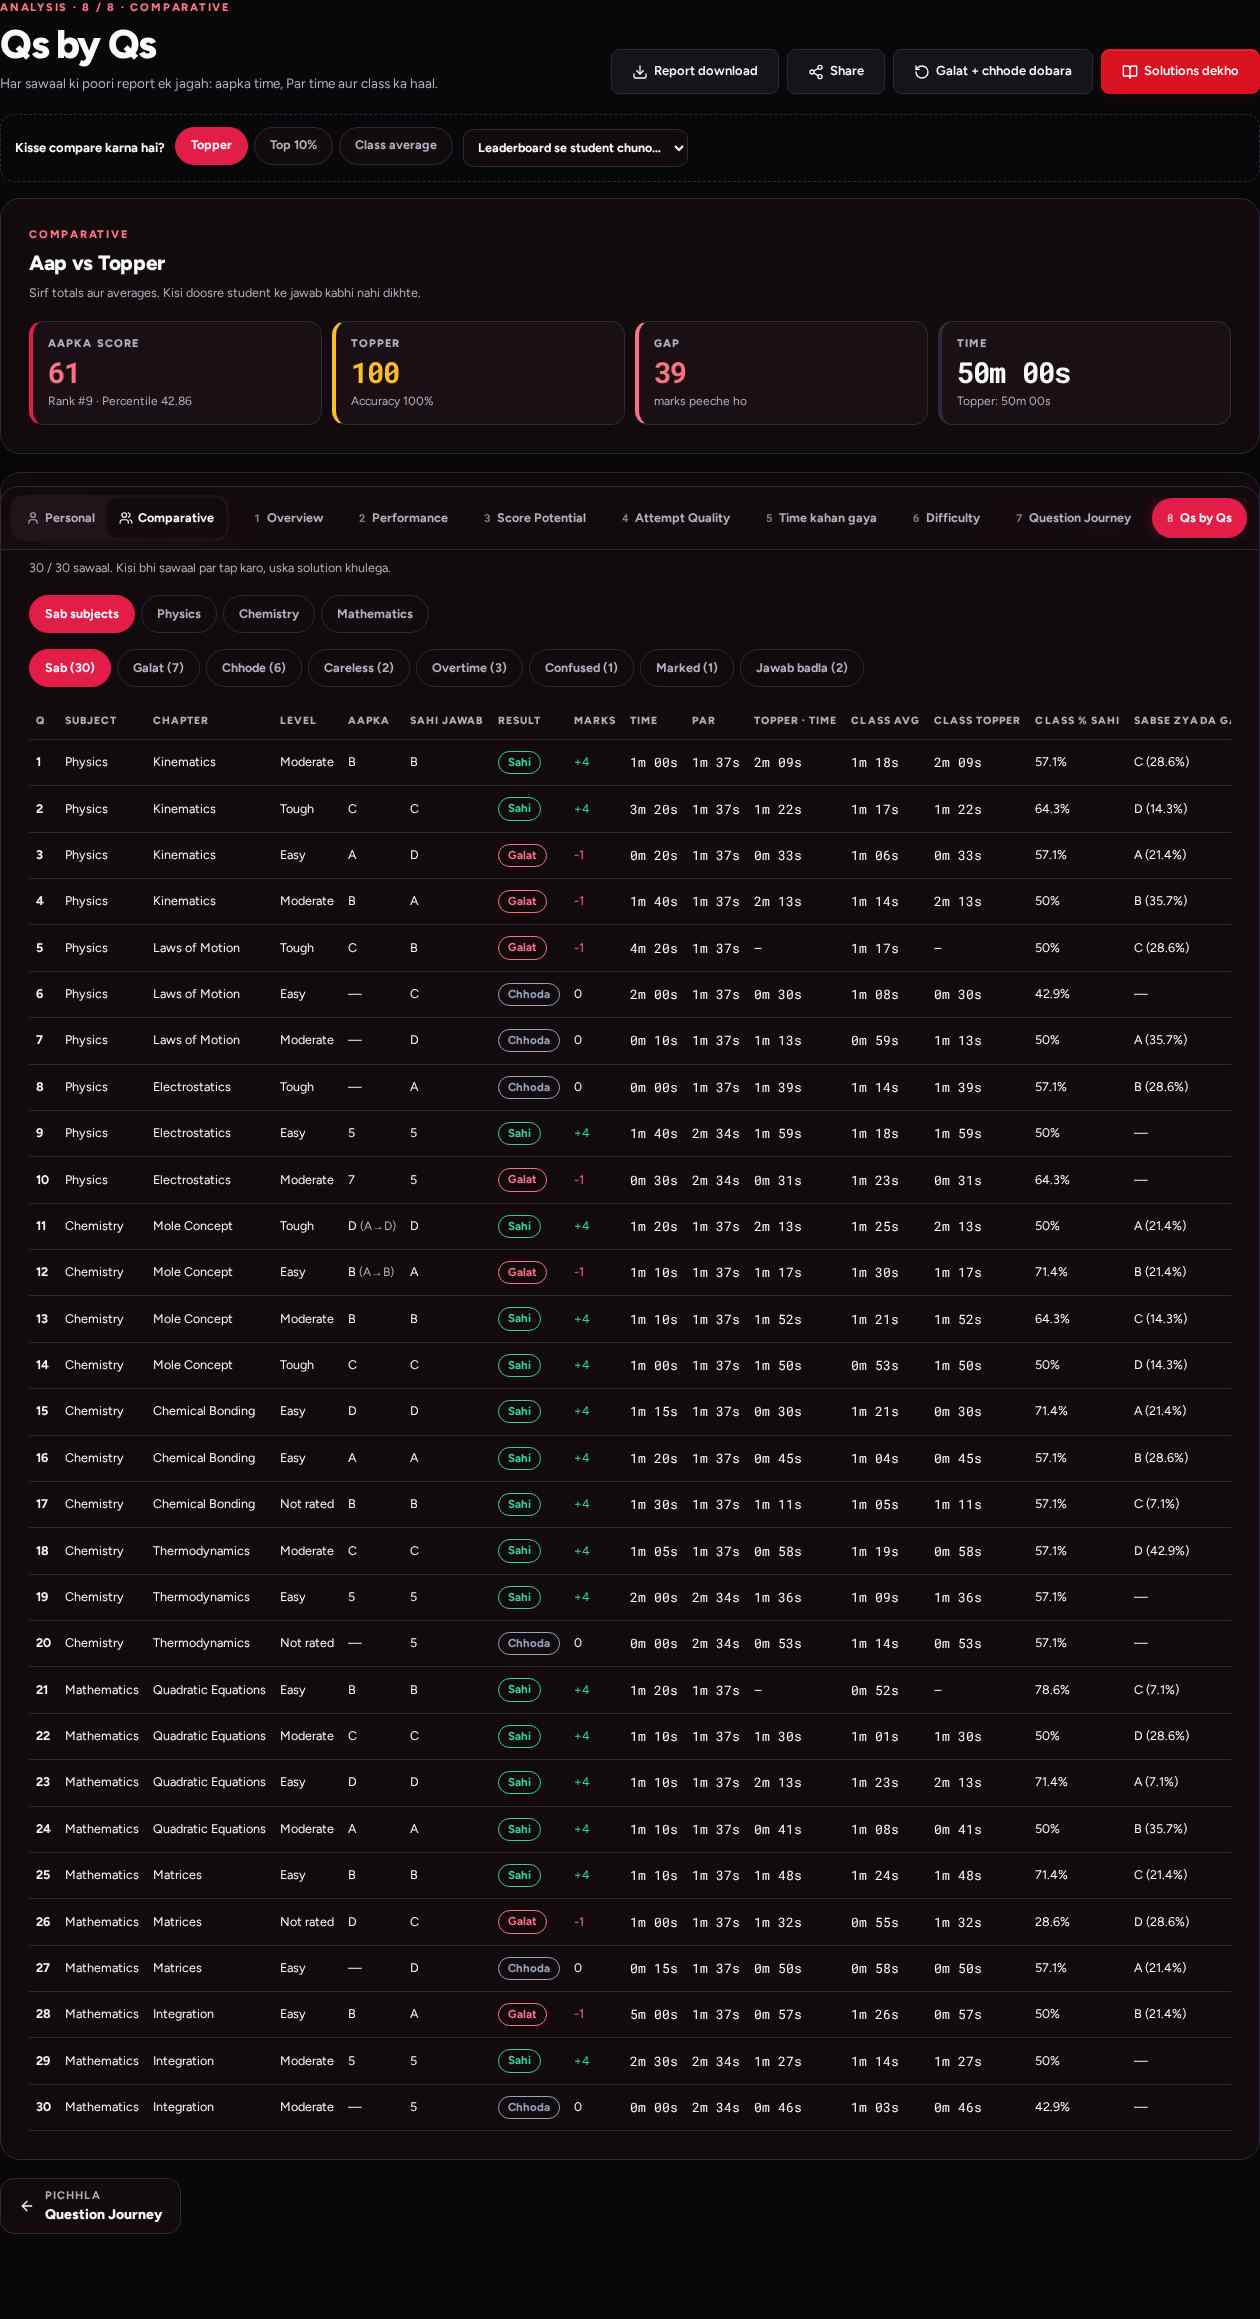 ANALYSIS · 8 / 8 · COMPARATIVE
Qs by Qs
Har sawaal ki poori report ek jagah: aapka time, Par time aur class ka haal.
Report download
Share
Galat + chhode dobara
Solutions dekho
Kisse compare karna hai? Topper Top 10% Class average Leaderboard se student chuno...
COMPARATIVE
Aap vs Topper
Sirf totals aur averages. Kisi doosre student ke jawab kabhi nahi dikhte.
AAPKA SCORE
61
Rank #9 · Percentile 42.86
TOPPER
100
Accuracy 100%
GAP
39
marks peeche ho
TIME
50m 00s
Topper: 50m 00s
Personal Comparative 1 Overview 2 Performance 3 Score Potential 4 Attempt Quality 5 Time kahan gaya 6 Difficulty 7 Question Journey 8 Qs by Qs
30 / 30 sawaal. Kisi bhi sawaal par tap karo, uska solution khulega.
Sab subjects Physics Chemistry Mathematics
Sab (30) Galat (7) Chhode (6) Careless (2) Overtime (3) Confused (1) Marked (1) Jawab badla (2)
Q SUBJECT CHAPTER LEVEL AAPKA SAHI JAWAB RESULT MARKS TIME PAR TOPPER · TIME CLASS AVG CLASS TOPPER CLASS % SAHI SABSE ZYADA
1 Physics Kinematics Moderate B B Sahi +4 1m 00s 1m 37s 2m 09s 1m 18s 2m 09s 57.1% C (28.6%)
2 Physics Kinematics Tough C C Sahi +4 3m 20s 1m 37s 1m 22s 1m 17s 1m 22s 64.3% D (14.3%)
3 Physics Kinematics Easy A D Galat -1 0m 20s 1m 37s 0m 33s 1m 06s 0m 33s 57.1% A (21.4%)
4 Physics Kinematics Moderate B A Galat -1 1m 40s 1m 37s 2m 13s 1m 14s 2m 13s 50% B (35.7%)
5 Physics Laws of Motion Tough C B Galat -1 4m 20s 1m 37s – 1m 17s – 50% C (28.6%)
6 Physics Laws of Motion Easy — C Chhoda 0 2m 00s 1m 37s 0m 30s 1m 08s 0m 30s 42.9% —
7 Physics Laws of Motion Moderate — D Chhoda 0 0m 10s 1m 37s 1m 13s 0m 59s 1m 13s 50% A (35.7%)
8 Physics Electrostatics Tough — A Chhoda 0 0m 00s 1m 37s 1m 39s 1m 14s 1m 39s 57.1% B (28.6%)
9 Physics Electrostatics Easy 5 5 Sahi +4 1m 40s 2m 34s 1m 59s 1m 18s 1m 59s 50% —
10 Physics Electrostatics Moderate 7 5 Galat -1 0m 30s 2m 34s 0m 31s 1m 23s 0m 31s 64.3% —
11 Chemistry Mole Concept Tough D (A→D) D Sahi +4 1m 20s 1m 37s 2m 13s 1m 25s 2m 13s 50% A (21.4%)
12 Chemistry Mole Concept Easy B (A→B) A Galat -1 1m 10s 1m 37s 1m 17s 1m 30s 1m 17s 71.4% B (21.4%)
13 Chemistry Mole Concept Moderate B B Sahi +4 1m 10s 1m 37s 1m 52s 1m 21s 1m 52s 64.3% C (14.3%)
14 Chemistry Mole Concept Tough C C Sahi +4 1m 00s 1m 37s 1m 50s 0m 53s 1m 50s 50% D (14.3%)
15 Chemistry Chemical Bonding Easy D D Sahi +4 1m 15s 1m 37s 0m 30s 1m 21s 0m 30s 71.4% A (21.4%)
16 Chemistry Chemical Bonding Easy A A Sahi +4 1m 20s 1m 37s 0m 45s 1m 04s 0m 45s 57.1% B (28.6%)
17 Chemistry Chemical Bonding Not rated B B Sahi +4 1m 30s 1m 37s 1m 11s 1m 05s 1m 11s 57.1% C (7.1%)
18 Chemistry Thermodynamics Moderate C C Sahi +4 1m 05s 1m 37s 0m 58s 1m 19s 0m 58s 57.1% D (42.9%)
19 Chemistry Thermodynamics Easy 5 5 Sahi +4 2m 00s 2m 34s 1m 36s 1m 09s 1m 36s 57.1% —
20 Chemistry Thermodynamics Not rated — 5 Chhoda 0 0m 00s 2m 34s 0m 53s 1m 14s 0m 53s 57.1% —
21 Mathematics Quadratic Equations Easy B B Sahi +4 1m 20s 1m 37s – 0m 52s – 78.6% C (7.1%)
22 Mathematics Quadratic Equations Moderate C C Sahi +4 1m 10s 1m 37s 1m 30s 1m 01s 1m 30s 50% D (28.6%)
23 Mathematics Quadratic Equations Easy D D Sahi +4 1m 10s 1m 37s 2m 13s 1m 23s 2m 13s 71.4% A (7.1%)
24 Mathematics Quadratic Equations Moderate A A Sahi +4 1m 10s 1m 37s 0m 41s 1m 08s 0m 41s 50% B (35.7%)
25 Mathematics Matrices Easy B B Sahi +4 1m 10s 1m 37s 1m 48s 1m 24s 1m 48s 71.4% C (21.4%)
26 Mathematics Matrices Not rated D C Galat -1 1m 00s 1m 37s 1m 32s 0m 55s 1m 32s 28.6% D (28.6%)
27 Mathematics Matrices Easy — D Chhoda 0 0m 15s 1m 37s 0m 50s 0m 58s 0m 50s 57.1% A (21.4%)
28 Mathematics Integration Easy B A Galat -1 5m 00s 1m 37s 0m 57s 1m 26s 0m 57s 50% B (21.4%)
29 Mathematics Integration Moderate 5 5 Sahi +4 2m 30s 2m 34s 1m 27s 1m 14s 1m 27s 50% —
30 Mathematics Integration Moderate — 5 Chhoda 0 0m 00s 2m 34s 0m 46s 1m 03s 0m 46s 42.9% —
PICHHLA
Question Journey